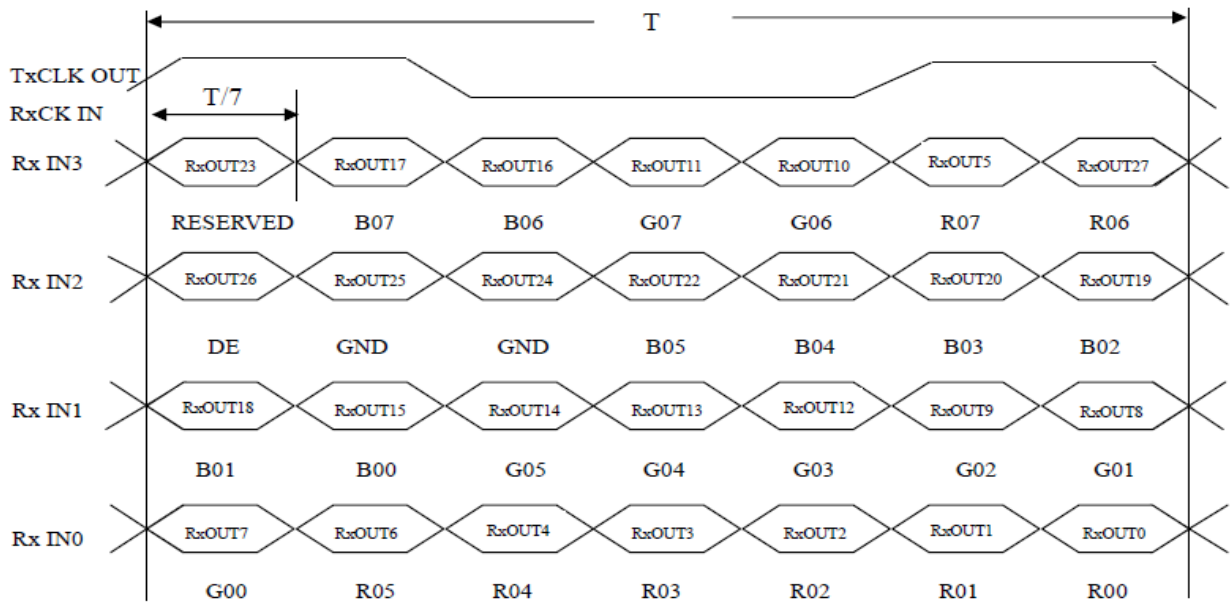 T
TxCLK OUT
T/7
RxCK IN
Rx IN3 RxOUT23 RxOUT17 RxOUT16 RxOUT11 RxOUT10 RxOUT5 RxOUT27
RESERVED B07 B06 G07 G06 R07 R06
Rx IN2 RxOUT26 RxOUT25 RxOUT24 RxOUT22 RxOUT21 RxOUT20 RxOUT19
DE GND GND B05 B04 B03 B02
Rx IN1 RxOUT18 RxOUT15 RxOUT14 RxOUT13 RxOUT12 RxOUT9 RxOUT8
B01 B00 G05 G04 G03 G02 G01
Rx IN0 RxOUT7 RxOUT6 RxOUT4 RxOUT3 RxOUT2 RxOUT1 RxOUT0
G00 R05 R04 R03 R02 R01 R00